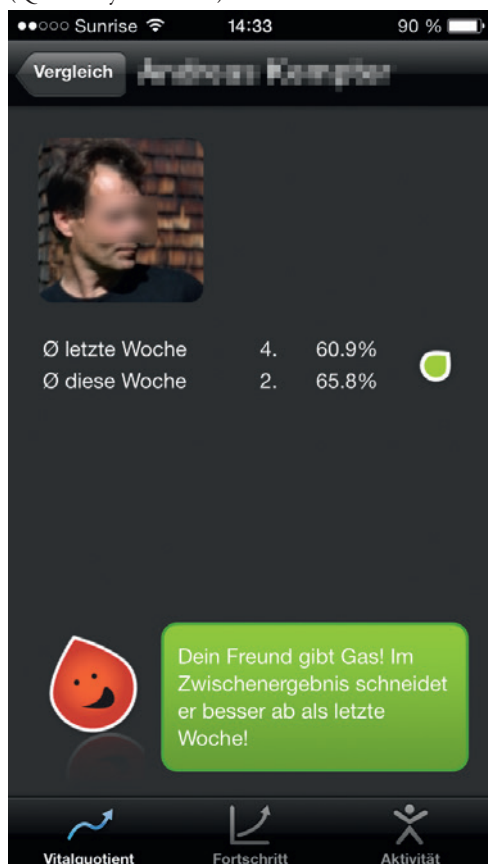 Sunrise 14:33 90 %
Vergleich
Ø letzte Woche 4. 60.9%
Ø diese Woche 2. 65.8%
Dein Freund gibt Gas! Im
Zwischenergebnis schneidet
er besser ab als letzte
Woche!
Vitalquotient Fortschritt Aktivität